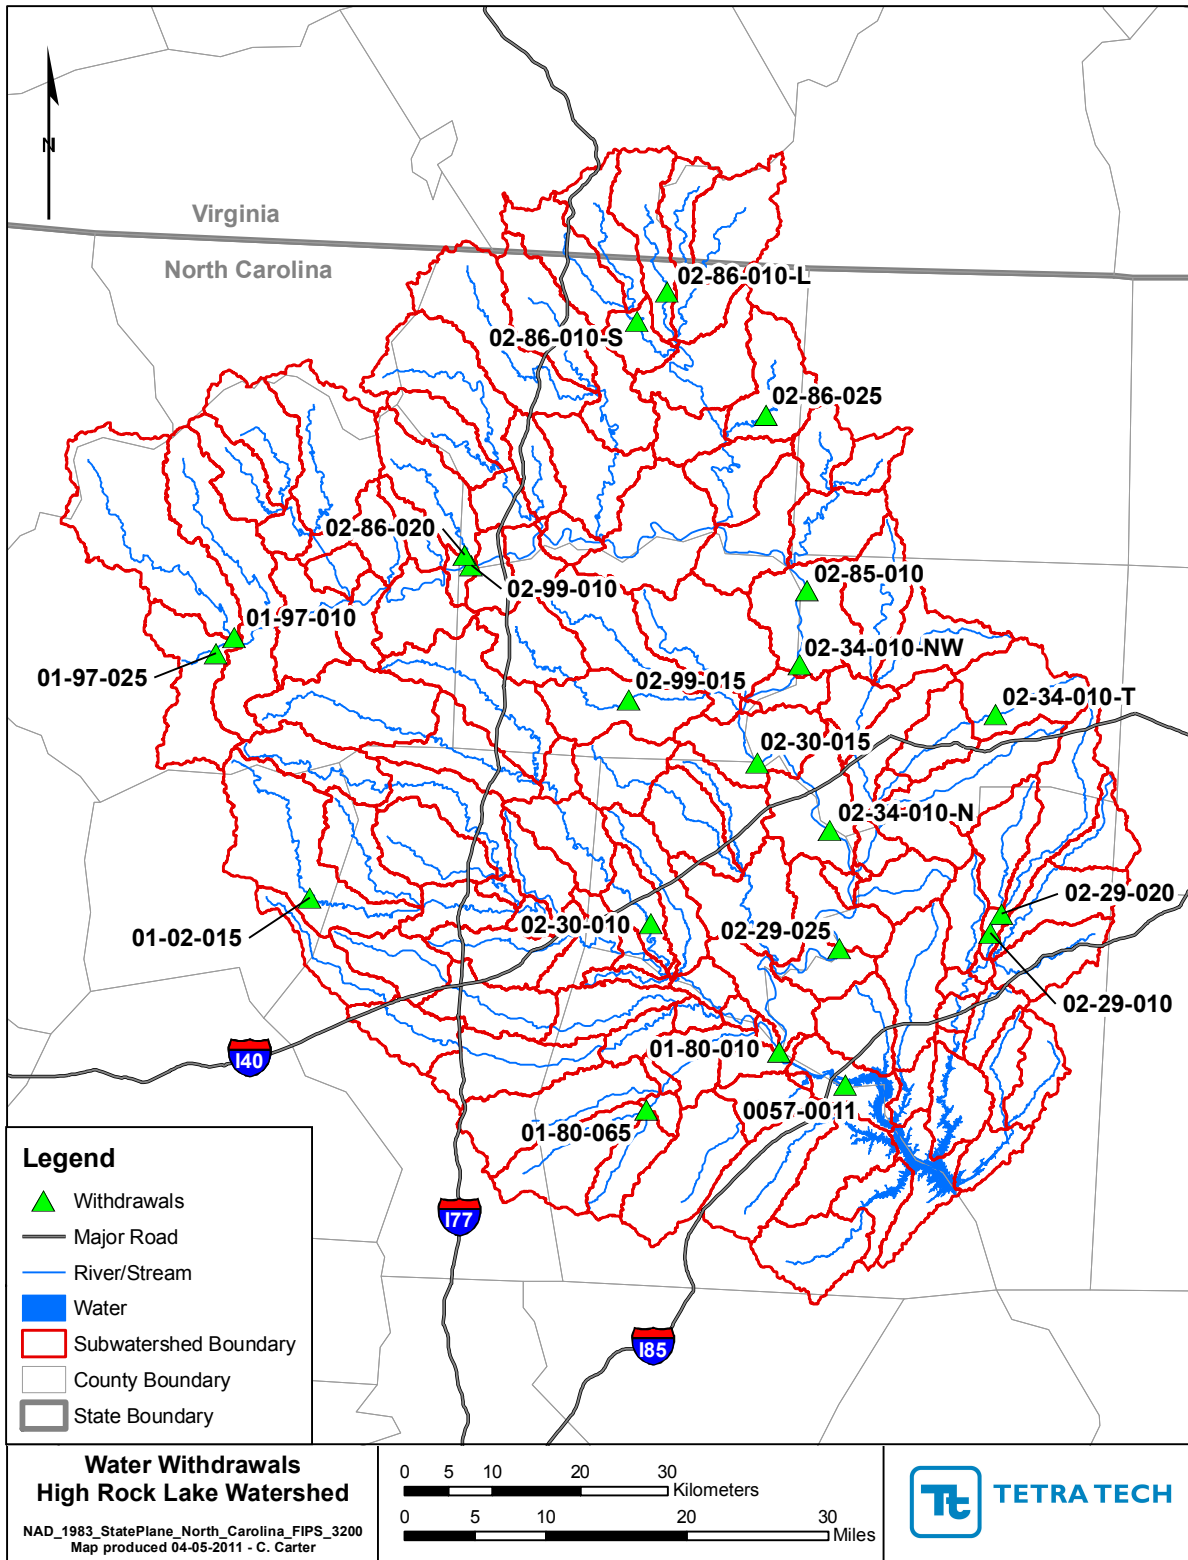 N
Virginia
North Carolina
02-86-010-L
02-86-010-S
02-86-025
02-86-020
02-99-010
02-85-010
01-97-010
02-34-010-NW
01-97-025
02-99-015
02-34-010-T
02-30-015
02-34-010-N
02-29-020
02-30-010
02-29-025
01-02-015
02-29-010
01-80-010
I40
0057-0011
01-80-065
I77
I85
Legend
Withdrawals
Major Road
River/Stream
Water
Subwatershed Boundary
County Boundary
State Boundary
Water Withdrawals
High Rock Lake Watershed
NAD_1983_StatePlane_North_Carolina_FIPS_3200
Map produced 04-05-2011 - C. Carter
0 5 10 20 30
Kilometers
0 5 10 20 30
Miles
Tt TETRA TECH